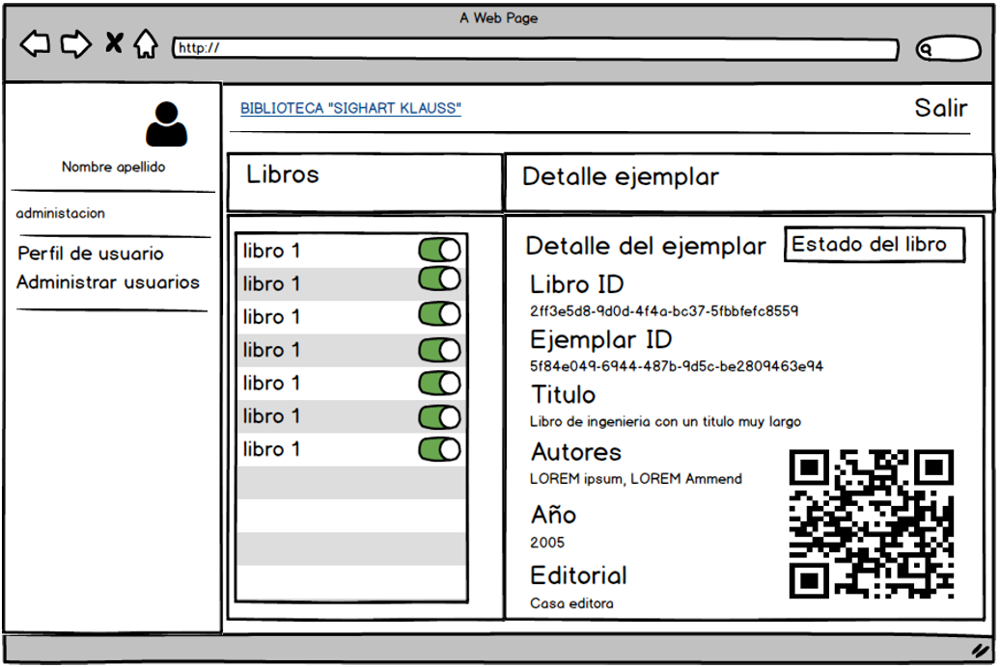 A Web Page
http://
BIBLIOTECA "SIGHART KLAUSS"
Salir
Nombre apellido
administacion
Perfil de usuario
Administrar usuarios
Libros
libro 1
libro 1
libro 1
libro 1
libro 1
libro 1
libro 1
Detalle ejemplar
Detalle del ejemplar
Estado del libro
Libro ID
2ff3e5d8-9d0d-4f4a-bc37-5fbbfefc8559
Ejemplar ID
5f84e049-6944-487b-9d5c-be2809463e94
Titulo
Libro de ingenieria con un titulo muy largo
Autores
LOREM ipsum, LOREM Ammend
Año
2005
Editorial
Casa editora